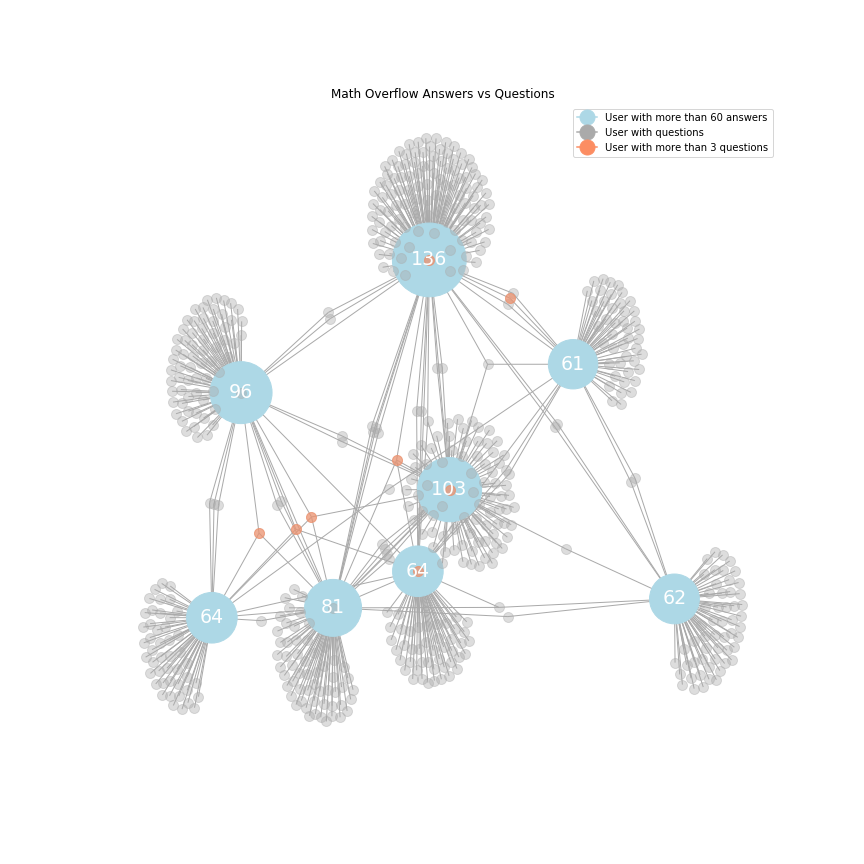 Math Overflow Answers vs Questions
User with more than 60 answers
User with questions
User with more than 3 questions
136
61
96
103
64
81
62
64